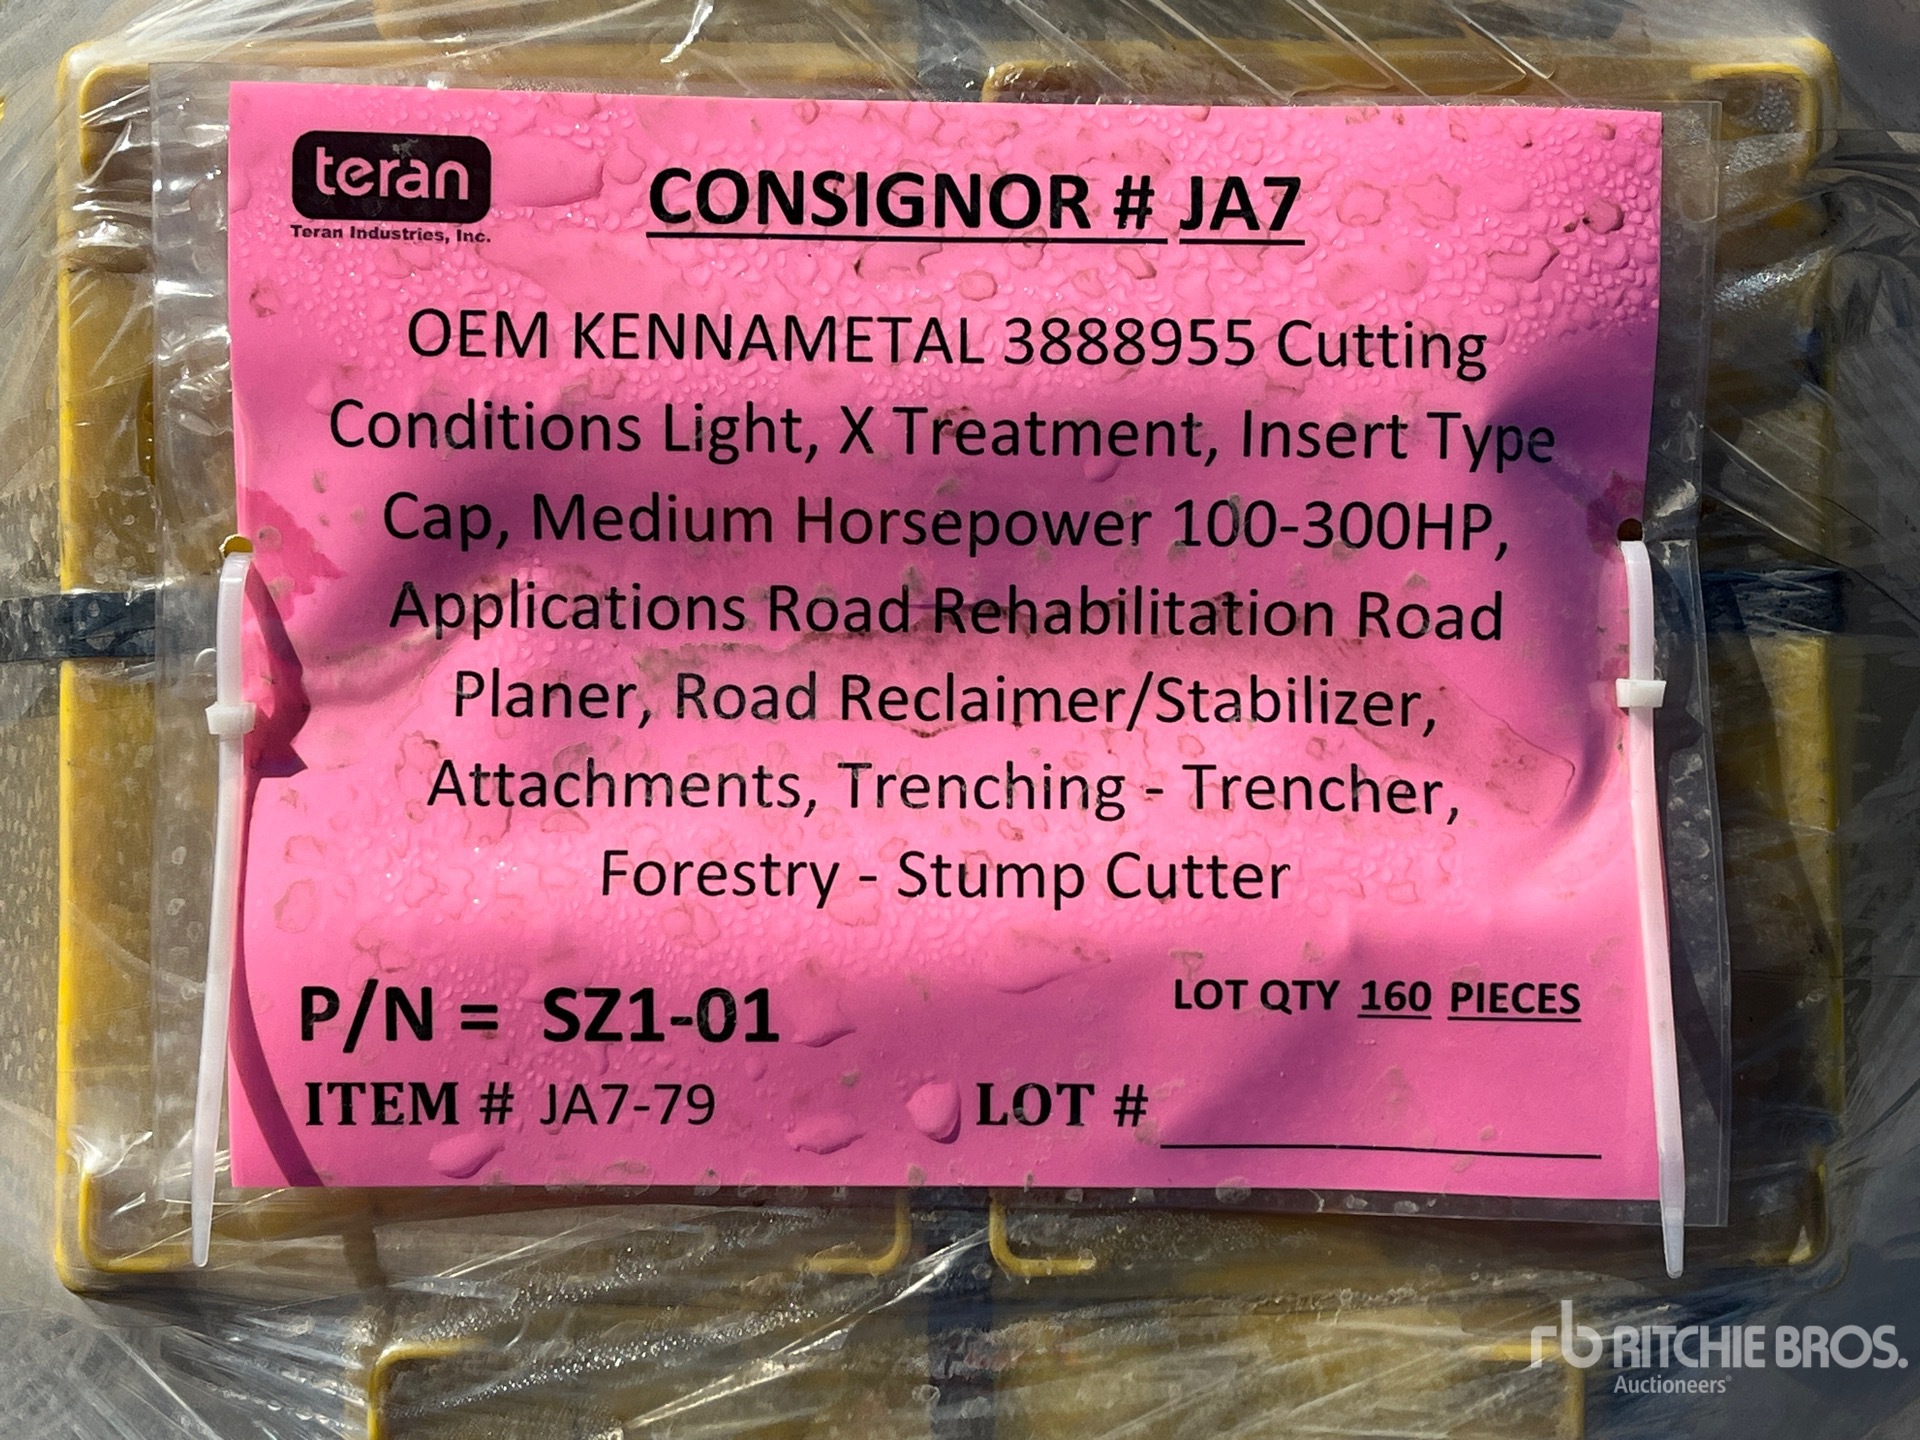 teran
Teran Industries, Inc.
CONSIGNOR # JA7
OEM KENNAMETAL 3888955 Cutting
Conditions Light, X Treatment, Insert Type
Cap, Medium Horsepower 100-300HP,
Applications Road Rehabilitation Road
Planer, Road Reclaimer/Stabilizer,
Attachments, Trenching - Trencher,
Forestry - Stump Cutter
P/N = SZ1-01
LOT QTY 160 PIECES
ITEM # JA7-79
LOT #
rb RITCHIE BROS.
Auctioneers